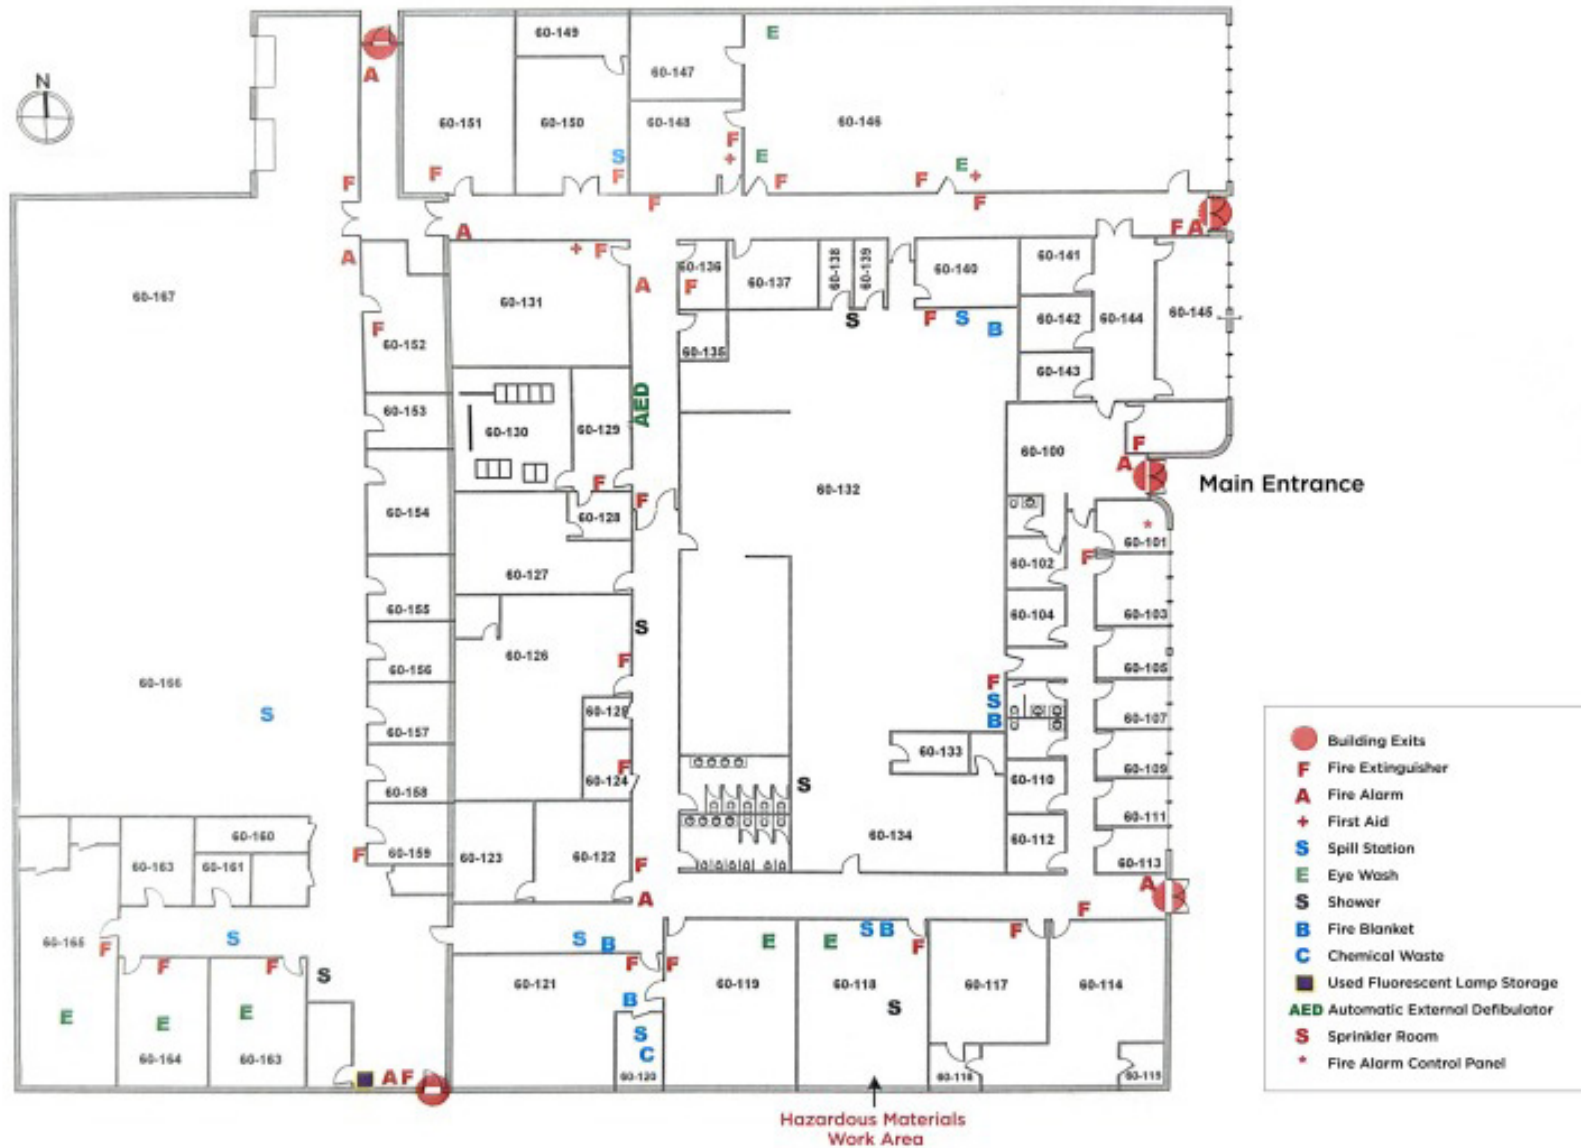 N
60-149
60-147
60-151
60-150
60-148
60-146
E
A
F
F
S
F
F
+
E
F
F
E
+
F
F
F
A
A
A
+
F
A
60-136
F
60-137
60-138
60-139
60-140
60-141
60-145
60-167
60-131
60-152
F
S
F
S
B
60-142
60-144
60-135
60-143
60-153
60-130
60-129
AED
60-100
F
A
Main Entrance
60-132
F
F
60-154
60-128
60-101
*
F
60-102
60-127
60-155
60-104
60-103
S
60-126
F
60-156
60-105
60-166
S
F
S
B
60-107
60-157
60-133
60-124
F
60-110
60-109
S
60-158
60-111
60-134
60-112
60-160
60-159
F
60-163
60-161
60-123
60-122
F
60-113
A
A
F
60-165
F
S
S
B
E
E
S
B
F
F
F
F
S
F
F
60-121
60-119
60-118
60-117
60-114
B
S
E
E
E
S
C
60-164
60-163
60-120
60-116
60-115
A F
Hazardous Materials
Work Area
Building Exits
F Fire Extinguisher
A Fire Alarm
+ First Aid
S Spill Station
E Eye Wash
S Shower
B Fire Blanket
C Chemical Waste
Used Fluorescent Lamp Storage
AED Automatic External Defibulator
S Sprinkler Room
* Fire Alarm Control Panel